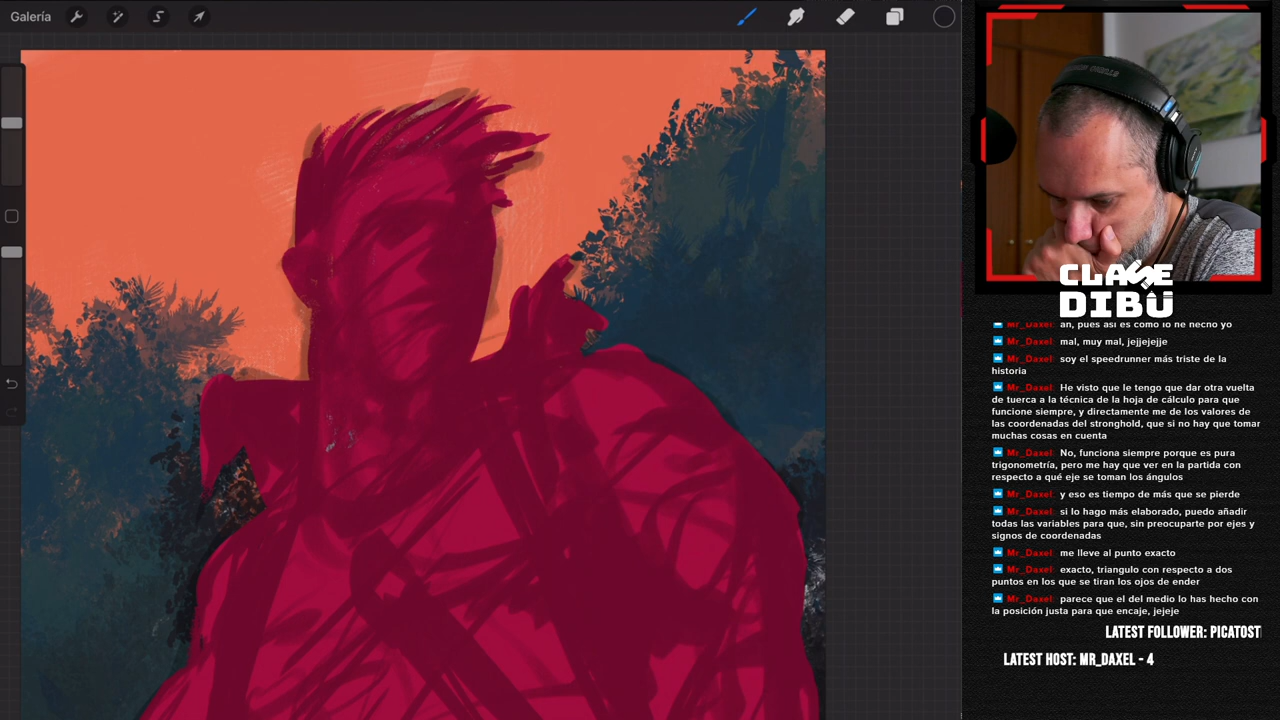 Galería
CLASE
DIBÚ
Mr_Daxel: ah, pues así es como lo he hecho yo
Mr_Daxel: mal, muy mal, jejjejejje
Mr_Daxel: soy el speedrunner más triste de la
historia
Mr_Daxel: He visto que le tengo que dar otra vuelta
de tuerca a la técnica de la hoja de cálculo para que
funcione siempre, y directamente me de los valores de
las coordenadas del stronghold, que si no hay que tomar
muchas cosas en cuenta
Mr_Daxel: No, funciona siempre porque es pura
trigonometría, pero me hay que ver en la partida con
respecto a qué eje se toman los ángulos
Mr_Daxel: y eso es tiempo de más que se pierde
Mr_Daxel: si lo hago más elaborado, puedo añadir
todas las variables para que, sin preocuparte por ejes y
signos de coordenadas
Mr_Daxel: me lleve al punto exacto
Mr_Daxel: exacto, triangulo con respecto a dos
puntos en los que se tiran los ojos de ender
Mr_Daxel: parece que el del medio lo has hecho con
la posición justa para que encaje, jejeje
LATEST FOLLOWER: PICATOST
LATEST HOST: MR_DAXEL - 4